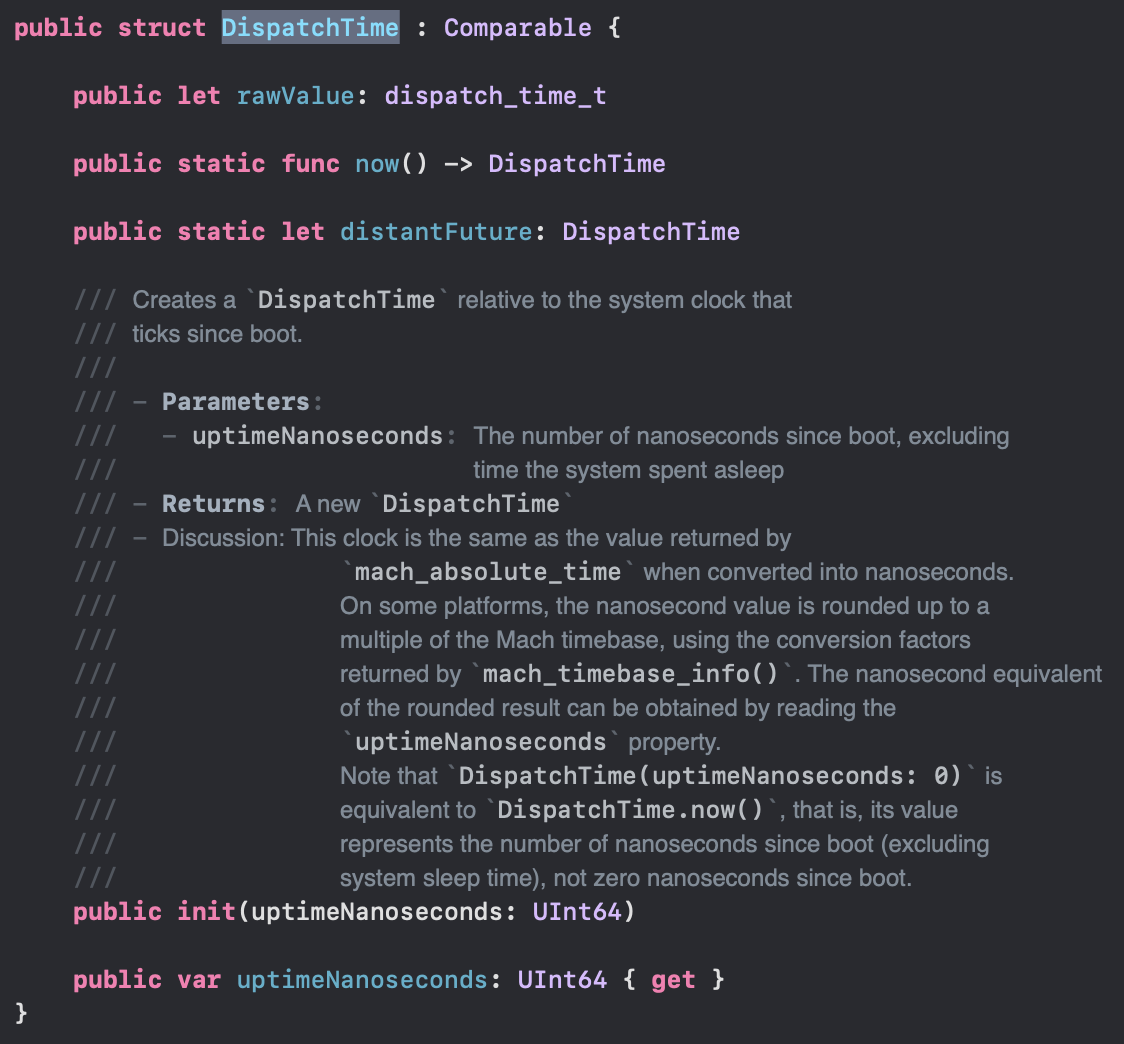 public struct DispatchTime : Comparable {
public let rawValue: dispatch_time_t
public static func now() -> DispatchTime
public static let distantFuture: DispatchTime
/// Creates a `DispatchTime` relative to the system clock that
/// ticks since boot.
///
/// - Parameters:
///   - uptimeNanoseconds: The number of nanoseconds since boot, excluding
///                        time the system spent asleep
/// - Returns: A new `DispatchTime`
/// - Discussion: This clock is the same as the value returned by
///               `mach_absolute_time` when converted into nanoseconds.
///               On some platforms, the nanosecond value is rounded up to a
///               multiple of the Mach timebase, using the conversion factors
///               returned by `mach_timebase_info()`. The nanosecond equivalent
///               of the rounded result can be obtained by reading the
///               `uptimeNanoseconds` property.
///               Note that `DispatchTime(uptimeNanoseconds: 0)` is
///               equivalent to `DispatchTime.now()`, that is, its value
///               represents the number of nanoseconds since boot (excluding
///               system sleep time), not zero nanoseconds since boot.
public init(uptimeNanoseconds: UInt64)
public var uptimeNanoseconds: UInt64 { get }
}